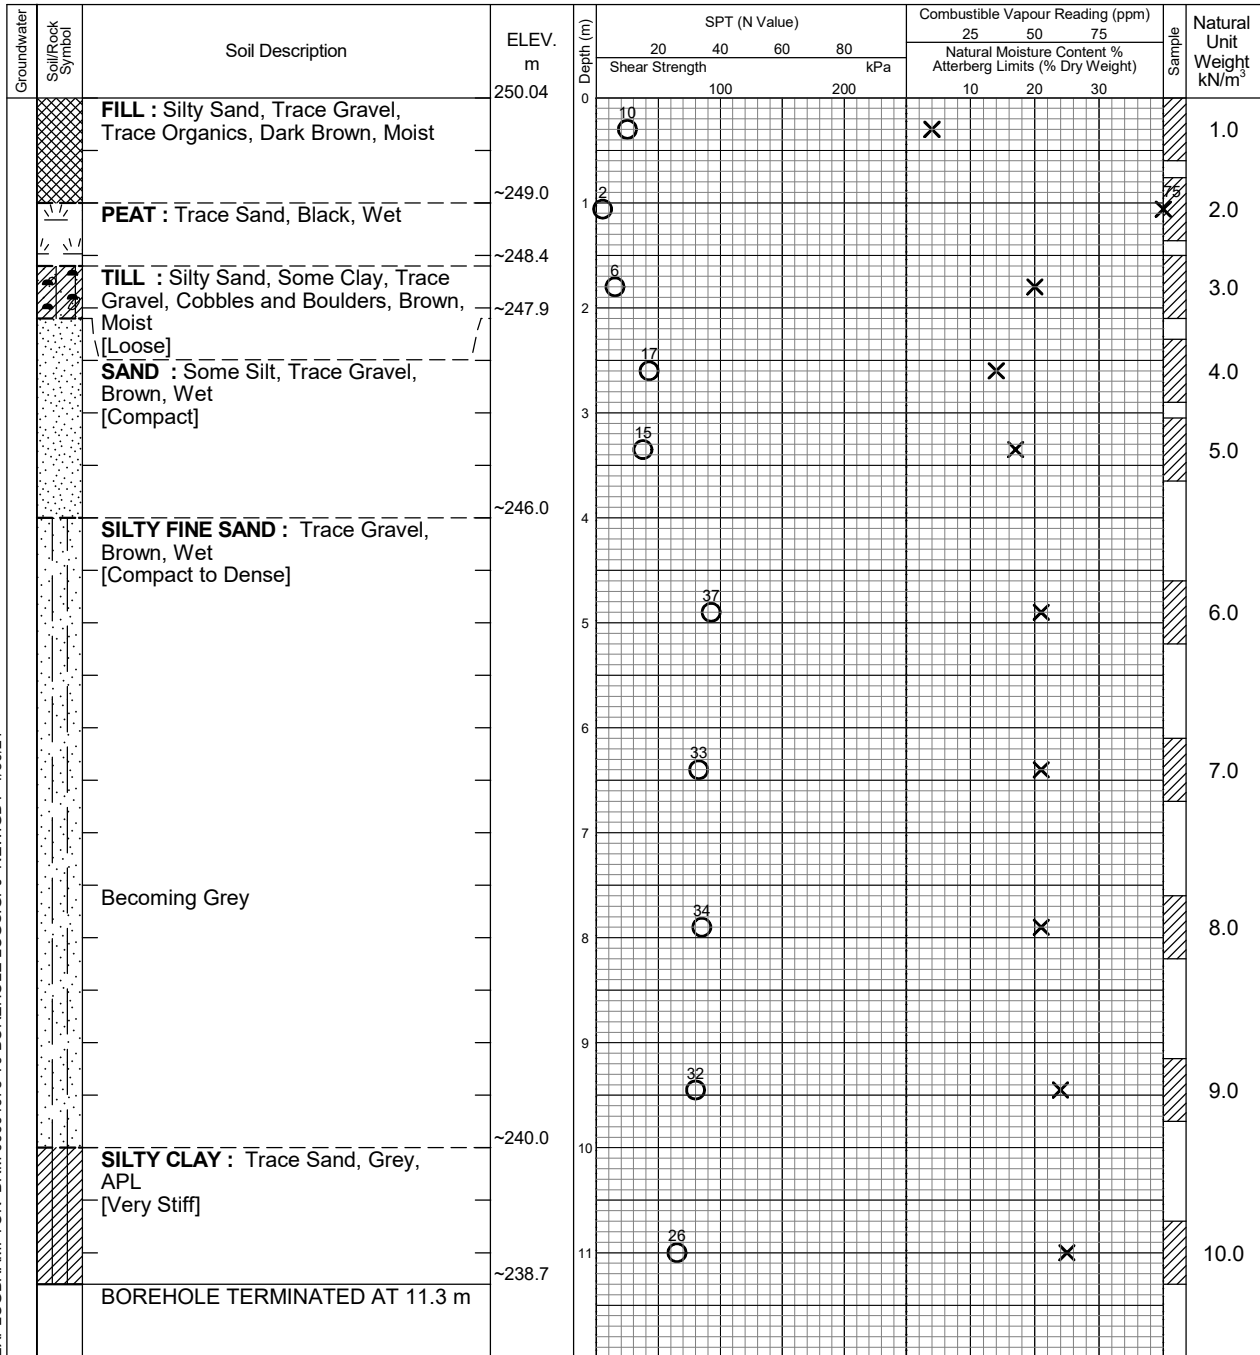 Groundwater
Soil/Rock
Symbol
Soil Description
ELEV.
m
Depth (m)
SPT (N Value)
20 40 60 80
Shear Strength kPa
100 200
Combustible Vapour Reading (ppm)
25 50 75
Natural Moisture Content %
Atterberg Limits (% Dry Weight)
10 20 30
Sample
Natural
Unit
Weight
kN/m³
250.04
0
FILL : Silty Sand, Trace Gravel,
Trace Organics, Dark Brown, Moist
10
1.0
~249.0
PEAT : Trace Sand, Black, Wet
1
2
75
2.0
~248.4
TILL : Silty Sand, Some Clay, Trace
Gravel, Cobbles and Boulders, Brown,
Moist
[Loose]
6
3.0
~247.9
2
SAND : Some Silt, Trace Gravel,
Brown, Wet
[Compact]
17
4.0
3
15
5.0
~246.0
4
SILTY FINE SAND : Trace Gravel,
Brown, Wet
[Compact to Dense]
37
5
6.0
6
33
7.0
7
Becoming Grey
34
8
8.0
9
32
9.0
~240.0
10
SILTY CLAY : Trace Sand, Grey,
APL
[Very Stiff]
26
11
10.0
~238.7
BOREHOLE TERMINATED AT 11.3 m